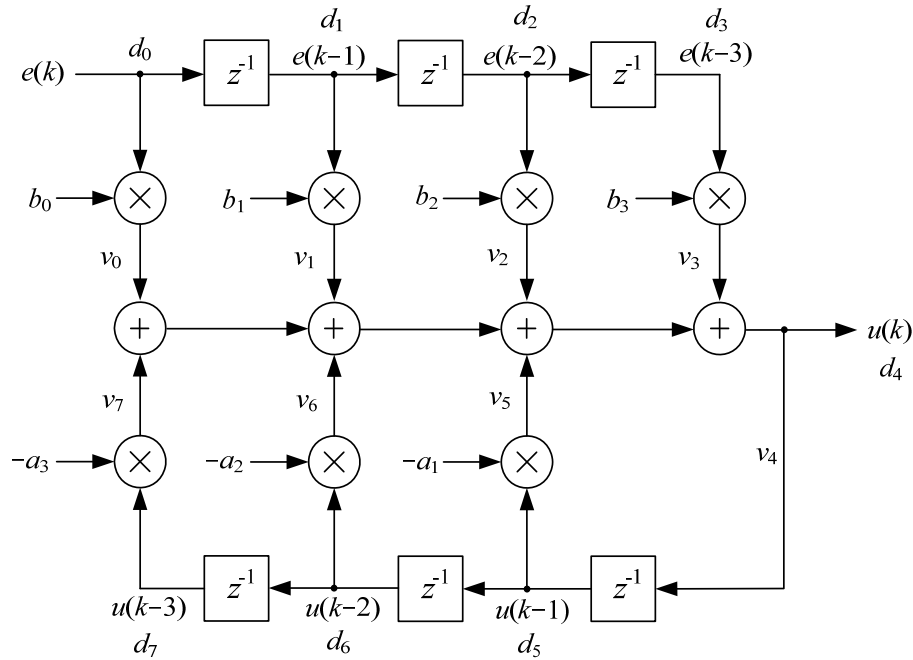 d₁ d₂ d₃
d₀ e(k−1) e(k−2) e(k−3)
e(k) z⁻¹ z⁻¹ z⁻¹
b₀ × b₁ × b₂ × b₃ ×
v₀ v₁ v₂ v₃
+ + + + u(k)
d₄
v₇ v₆ v₅
−a₃ × −a₂ × −a₁ × v₄
z⁻¹ z⁻¹ z⁻¹
u(k−3) u(k−2) u(k−1)
d₇ d₆ d₅